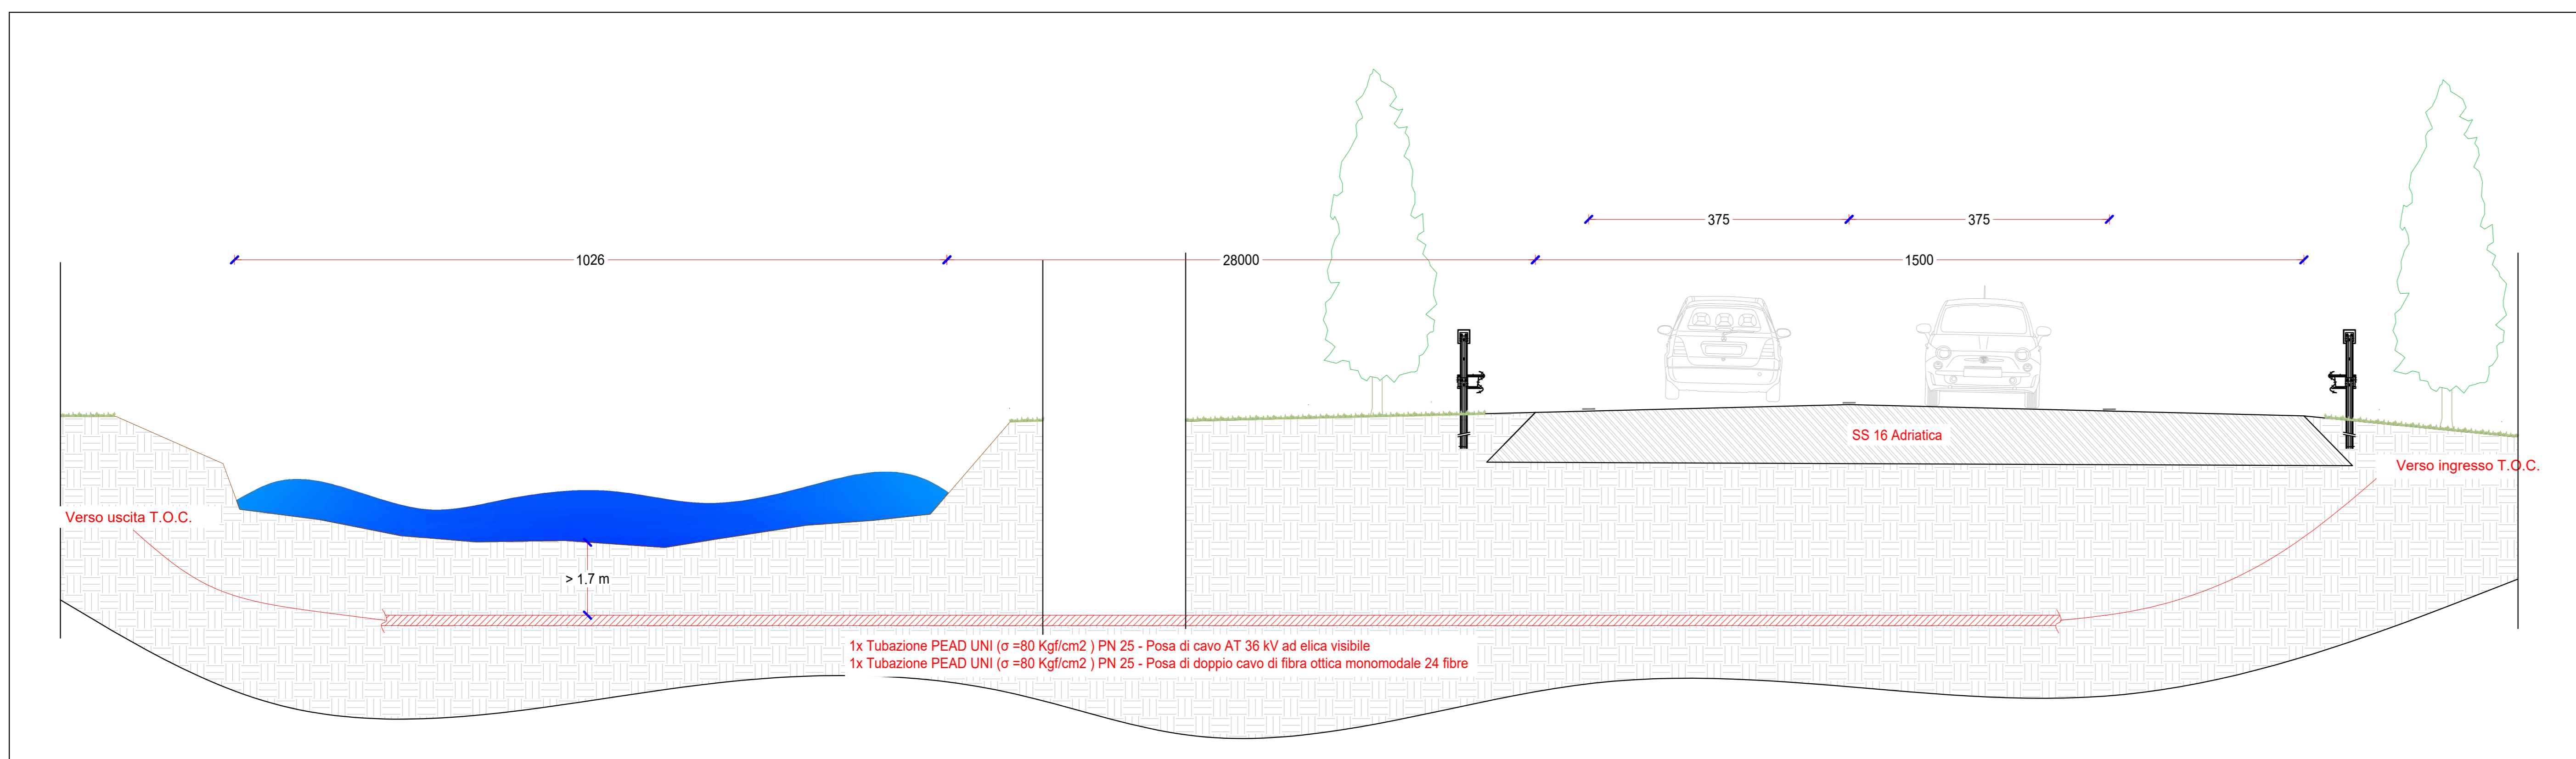 375 375
1026 28000 1500
SS 16 Adriatica
Verso ingresso T.O.C.
Verso uscita T.O.C.
> 1.7 m
1x Tubazione PEAD UNI (σ =80 Kgf/cm2 ) PN 25 - Posa di cavo AT 36 kV ad elica visibile
1x Tubazione PEAD UNI (σ =80 Kgf/cm2 ) PN 25 - Posa di doppio cavo di fibra ottica monomodale 24 fibre